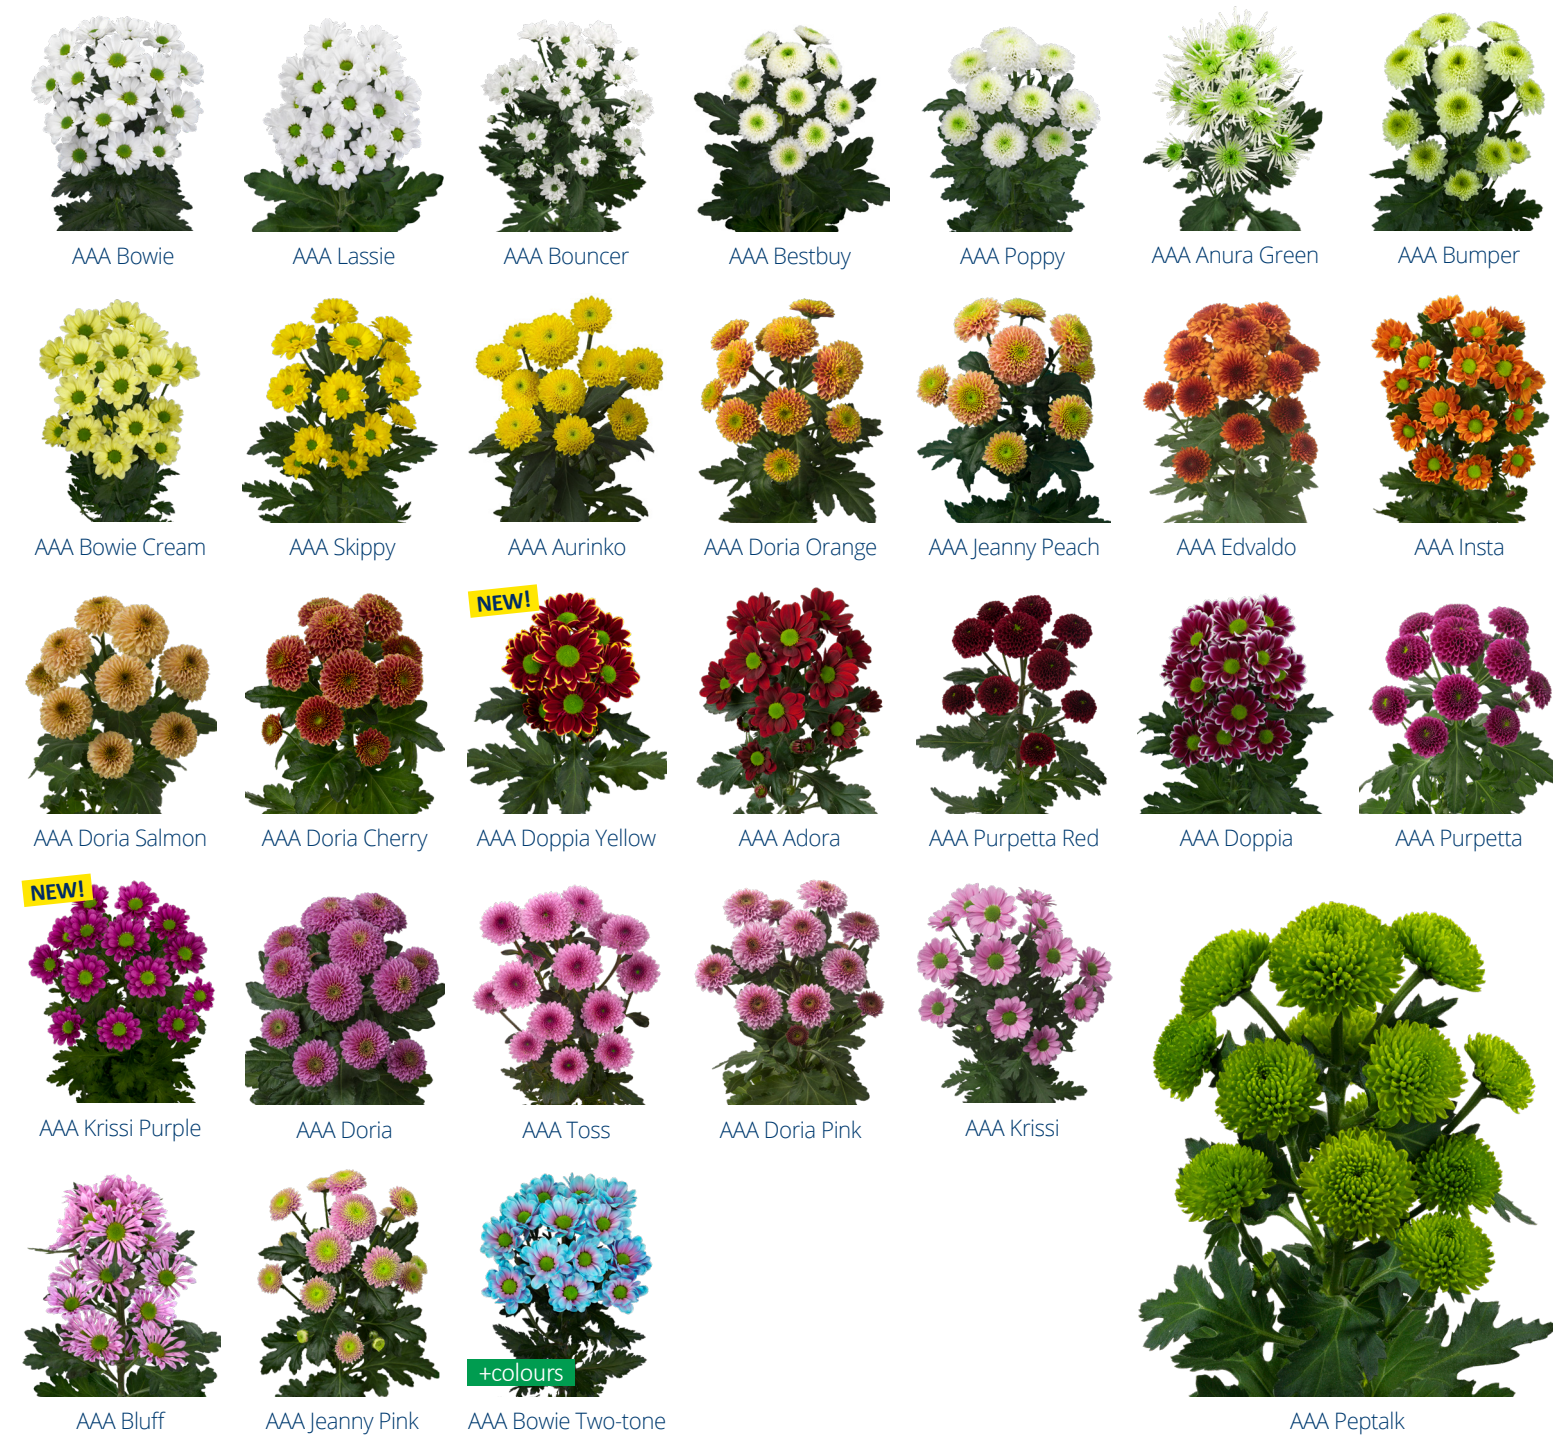 AAA Bowie
AAA Lassie
AAA Bouncer
AAA Bestbuy
AAA Poppy
AAA Anura Green
AAA Bumper
AAA Bowie Cream
AAA Skippy
AAA Aurinko
AAA Doria Orange
AAA Jeanny Peach
AAA Edvaldo
AAA Insta
NEW!
AAA Doria Salmon
AAA Doria Cherry
AAA Doppia Yellow
AAA Adora
AAA Purpetta Red
AAA Doppia
AAA Purpetta
NEW!
AAA Krissi Purple
AAA Doria
AAA Toss
AAA Doria Pink
AAA Krissi
+colours
AAA Bluff
AAA Jeanny Pink
AAA Bowie Two-tone
AAA Peptalk